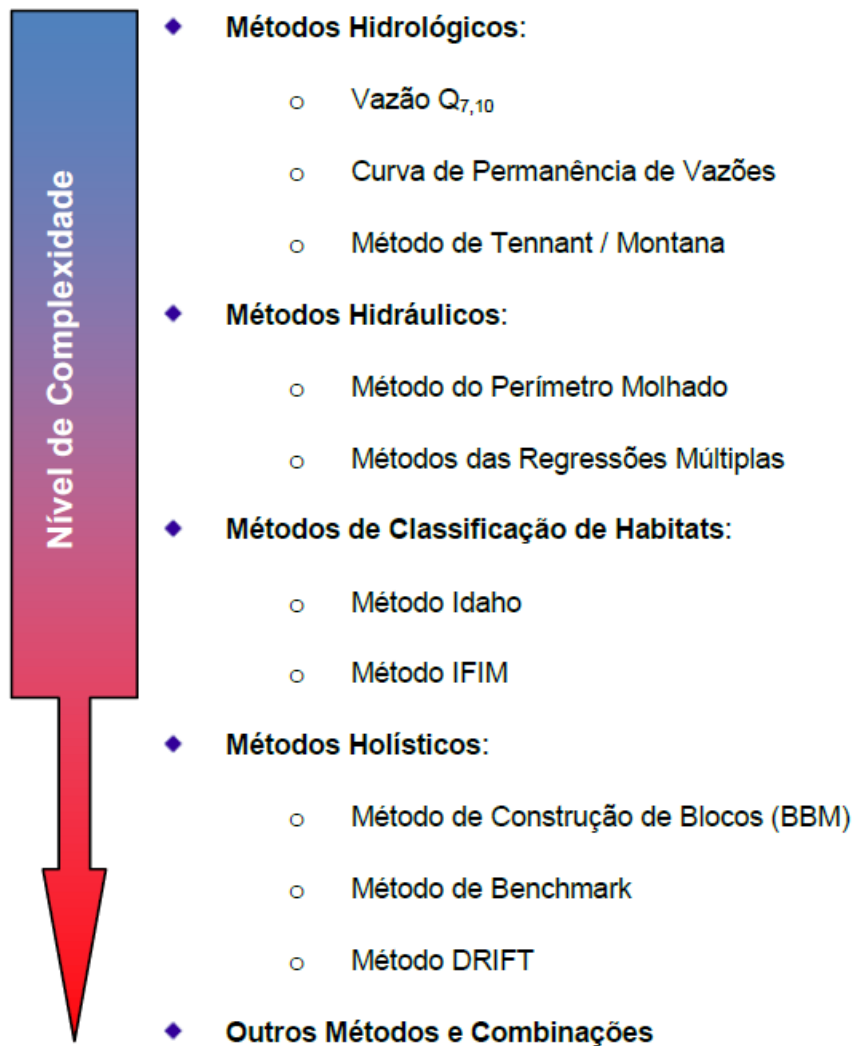 Nível de Complexidade
◆ Métodos Hidrológicos:
o Vazão Q7,10
o Curva de Permanência de Vazões
o Método de Tennant / Montana
◆ Métodos Hidráulicos:
o Método do Perímetro Molhado
o Métodos das Regressões Múltiplas
◆ Métodos de Classificação de Habitats:
o Método Idaho
o Método IFIM
◆ Métodos Holísticos:
o Método de Construção de Blocos (BBM)
o Método de Benchmark
o Método DRIFT
◆ Outros Métodos e Combinações